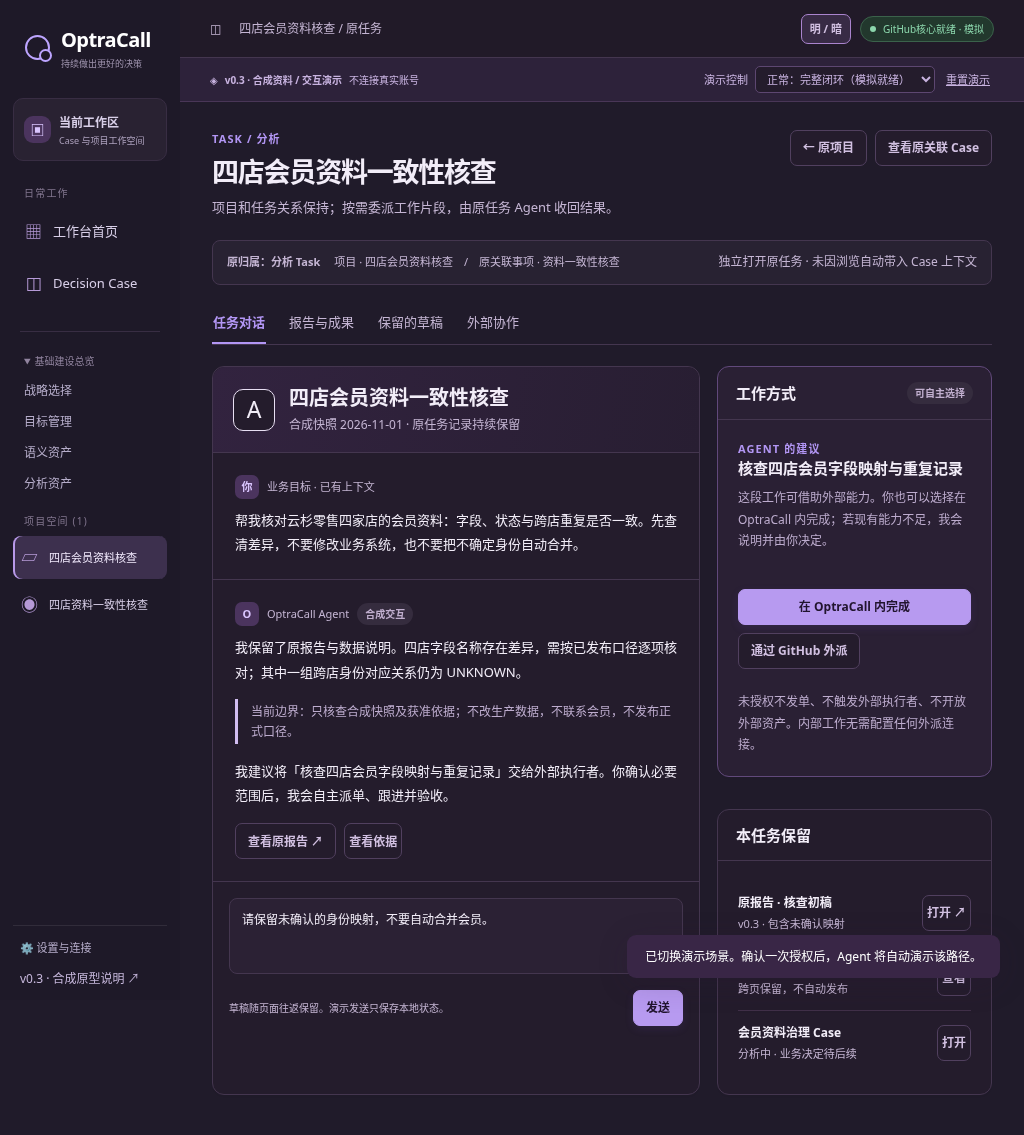 OptraCall
持续做出更好的决策
当前工作区
Case 与项目工作空间
日常工作
工作台首页
Decision Case
▼ 基础建设总览
战略选择
目标管理
语义资产
分析资产
项目空间 (1)
四店会员资料核查
四店资料一致性核查
⚙️ 设置与连接
v0.3 · 合成原型说明 ↗
四店会员资料核查 / 原任务
明 / 暗
GitHub核心就绪 · 模拟
◈ v0.3 · 合成资料 / 交互演示 不连接真实账号
演示控制
正常：完整闭环（模拟就绪）
重置演示
TASK / 分析
四店会员资料一致性核查
项目和任务关系保持；按需委派工作片段，由原任务 Agent 收回结果。
← 原项目
查看原关联 Case
原归属：分析 Task 项目 · 四店会员资料核查 / 原关联事项 · 资料一致性核查
独立打开原任务 · 未因浏览自动带入 Case 上下文
任务对话
报告与成果
保留的草稿
外部协作
A
四店会员资料一致性核查
合成快照 2026-11-01 · 原任务记录持续保留
你 业务目标 · 已有上下文
帮我核对云杉零售四家店的会员资料：字段、状态与跨店重复是否一致。先查
清差异，不要修改业务系统，也不要把不确定身份自动合并。
O OptraCall Agent 合成交互
我保留了原报告与数据说明。四店字段名称存在差异，需按已发布口径逐项核
对；其中一组跨店身份对应关系仍为 UNKNOWN。
当前边界：只核查合成快照及获准依据；不改生产数据，不联系会员，不发布正
式口径。
我建议将「核查四店会员字段映射与重复记录」交给外部执行者。你确认必要
范围后，我会自主派单、跟进并验收。
查看原报告 ↗
查看依据
请保留未确认的身份映射，不要自动合并会员。
草稿随页面往返保留。演示发送只保存本地状态。
发送
工作方式
可自主选择
AGENT 的建议
核查四店会员字段映射与重复记录
这段工作可借助外部能力。你也可以选择在
OptraCall 内完成；若现有能力不足，我会
说明并由你决定。
在 OptraCall 内完成
通过 GitHub 外派
未授权不发单、不触发外部执行者、不开放
外部资产。内部工作无需配置任何外派连
接。
本任务保留
原报告 · 核查初稿
v0.3 · 包含未确认映射
打开 ↗
已切换演示场景。确认一次授权后，Agent 将自动演示该路径。
跨页保留，不自动发布
查看
会员资料治理 Case
分析中 · 业务决定待后续
打开